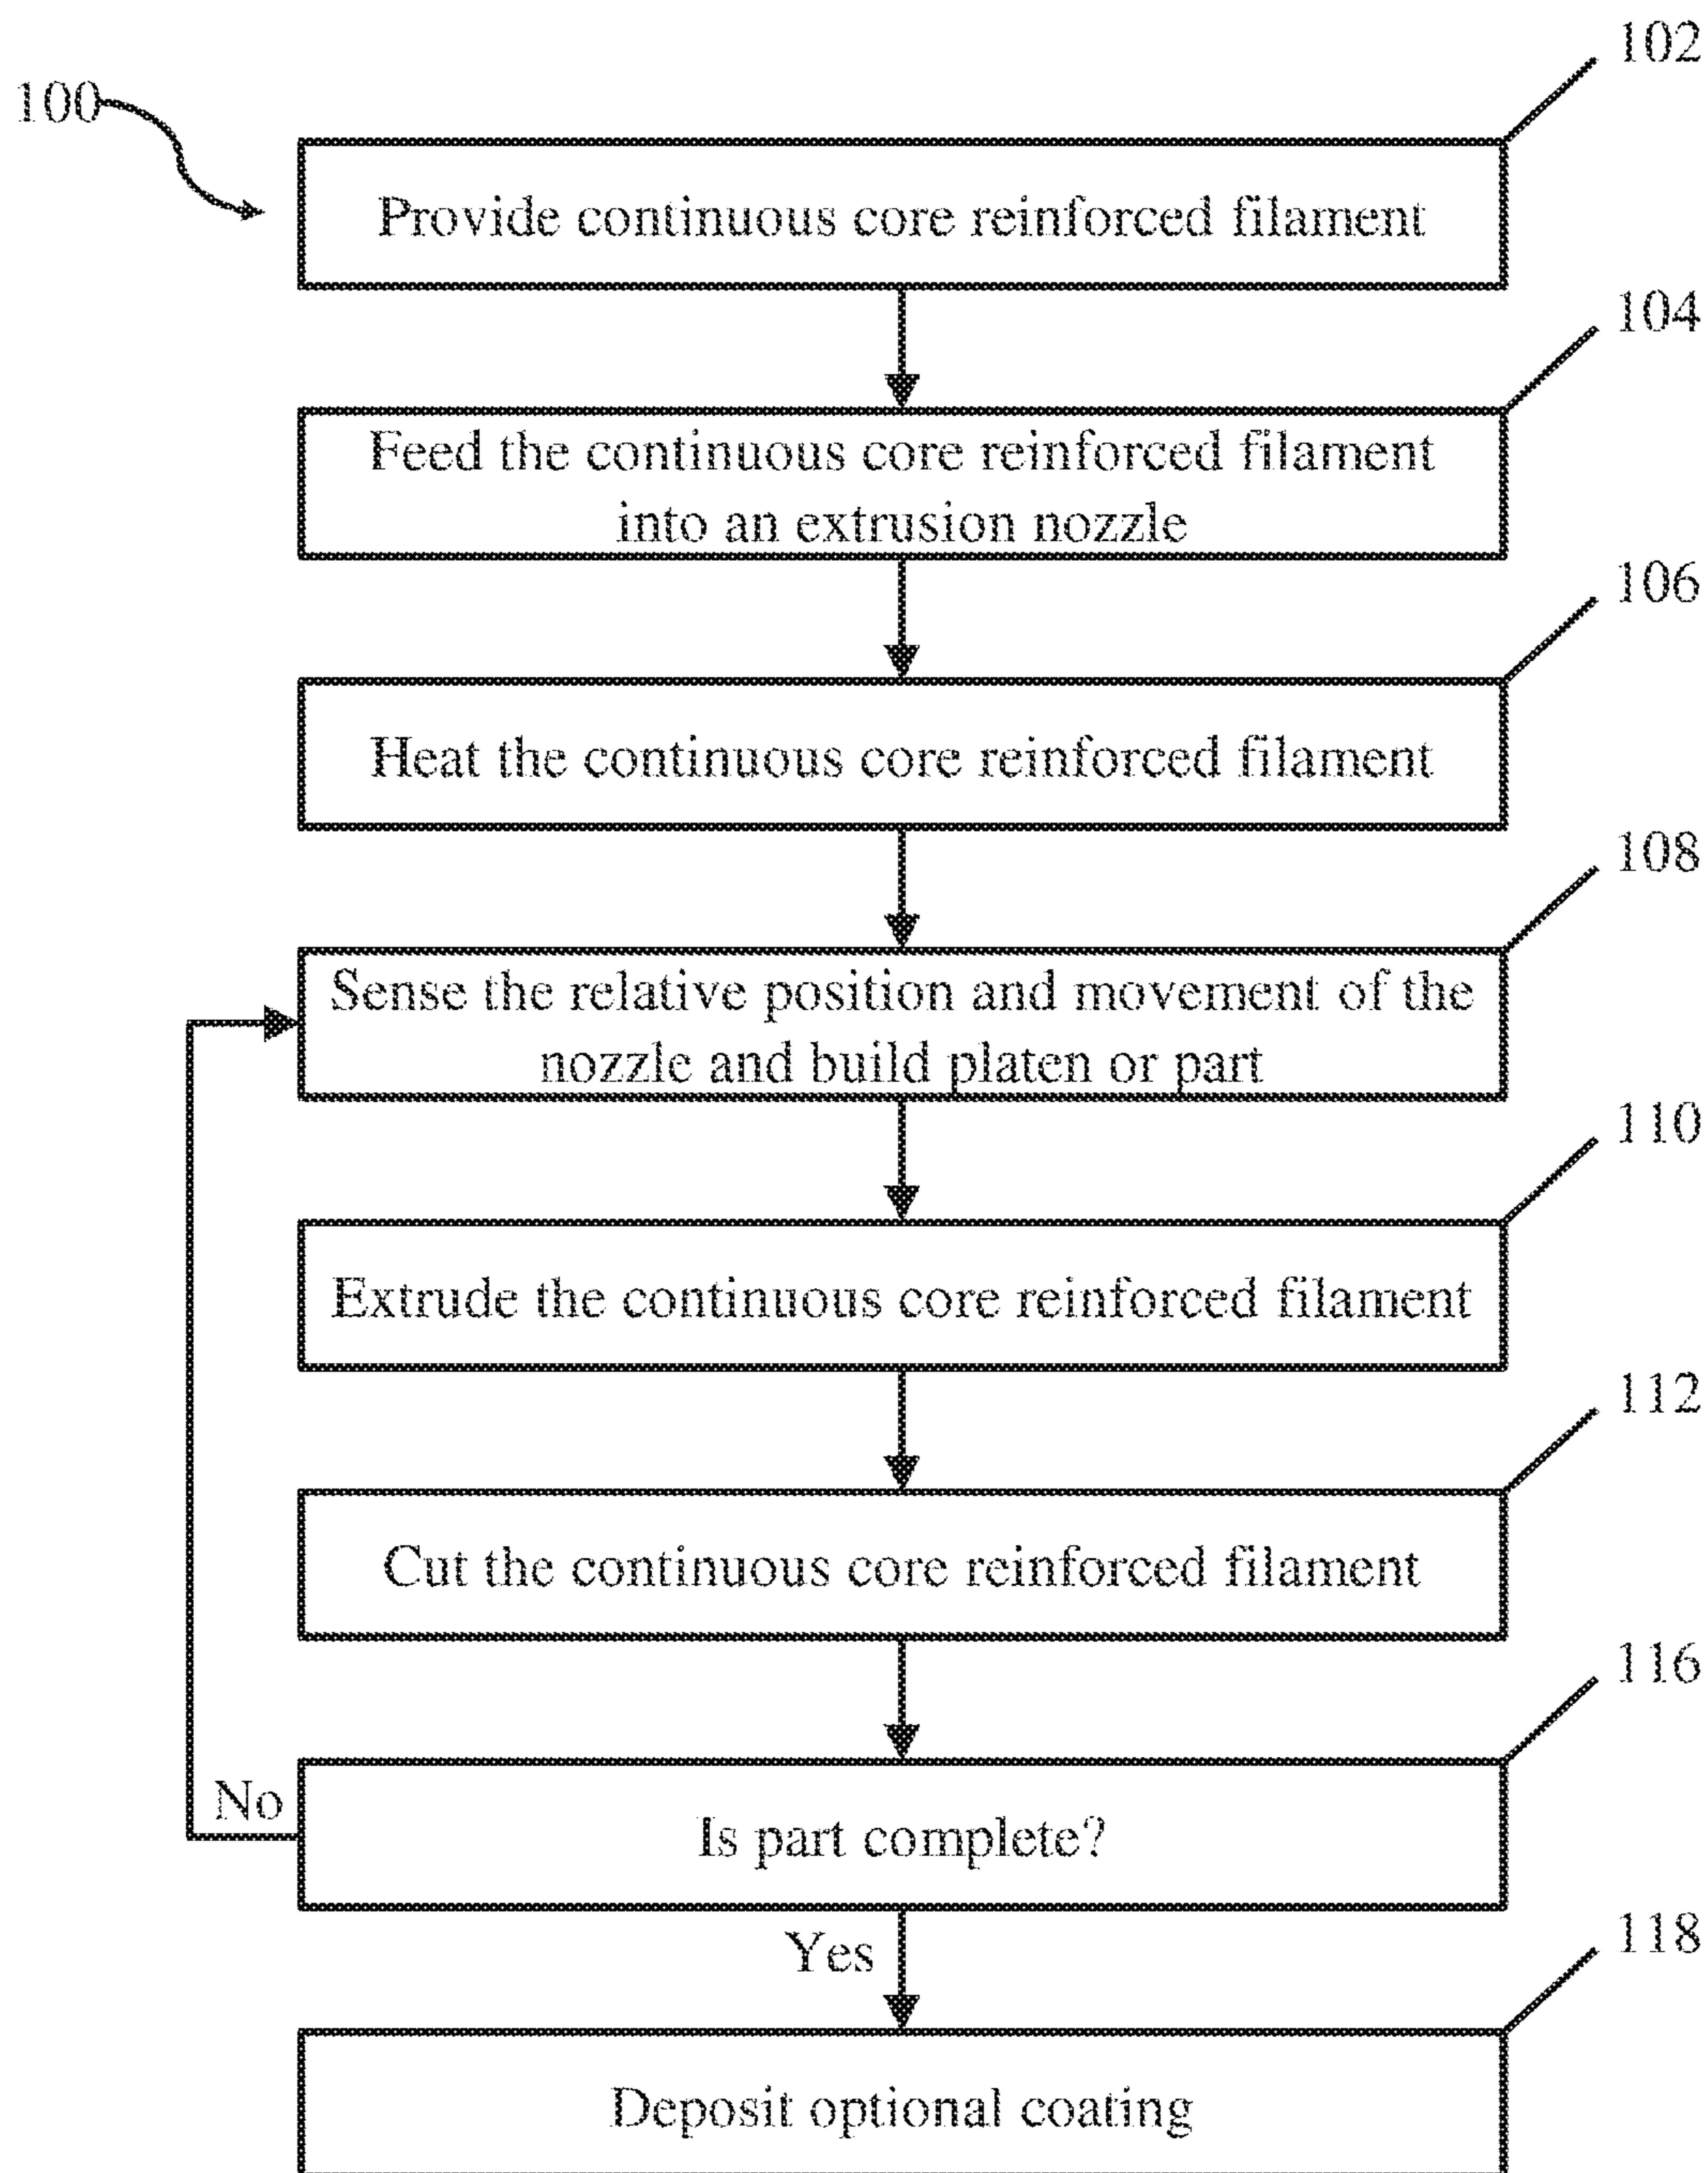 102
100
Provide continuous core reinforced filament
104
Feed the continuous core reinforced filament
into an extrusion nozzle
106
Heat the continuous core reinforced filament
108
Sense the relative position and movement of the
nozzle and build platen or part
110
Extrude the continuous core reinforced filament
112
Cut the continuous core reinforced filament
116
No
Is part complete?
118
Yes
Deposit optional coating